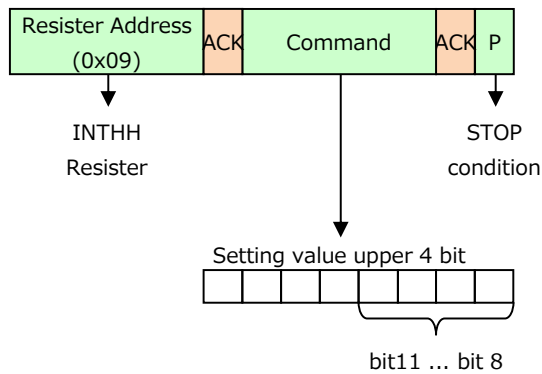 Resister Address
(0x09)
ACK
Command
ACK
P
INTHH
Resister
STOP
condition
Setting value upper 4 bit
bit11 ... bit 8